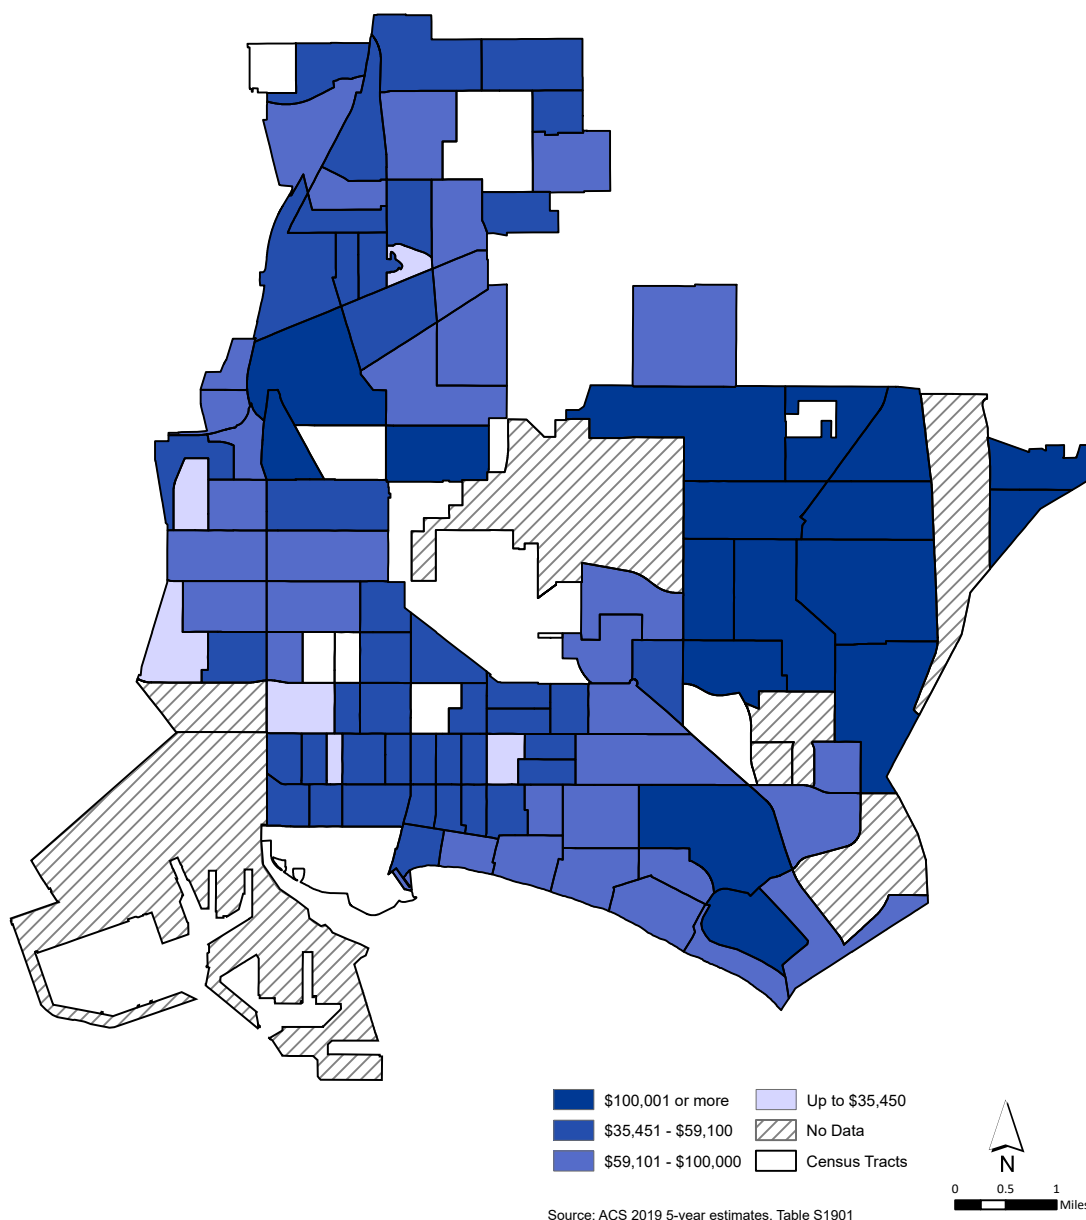 $100,001 or more
$35,451 - $59,100
$59,101 - $100,000
Up to $35,450
No Data
Census Tracts
N
0 0.5 1
Miles
Source: ACS 2019 5-year estimates, Table S1901